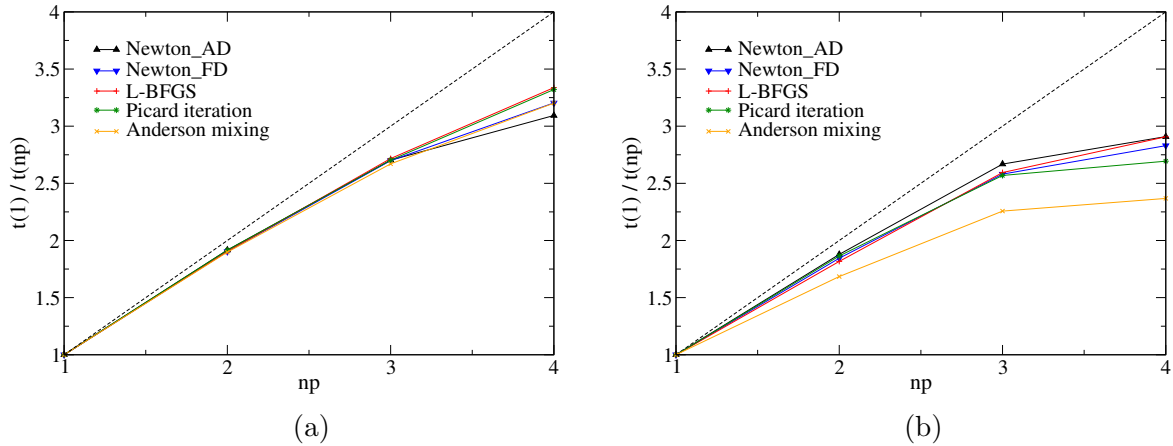 4
3.5
3
2.5
2
1.5
1
t(1) / t(np)
Newton_AD
Newton_FD
L-BFGS
Picard iteration
Anderson mixing
1 2 3 4
np
(a)
4
3.5
3
2.5
2
1.5
1
t(1) / t(np)
Newton_AD
Newton_FD
L-BFGS
Picard iteration
Anderson mixing
1 2 3 4
np
(b)